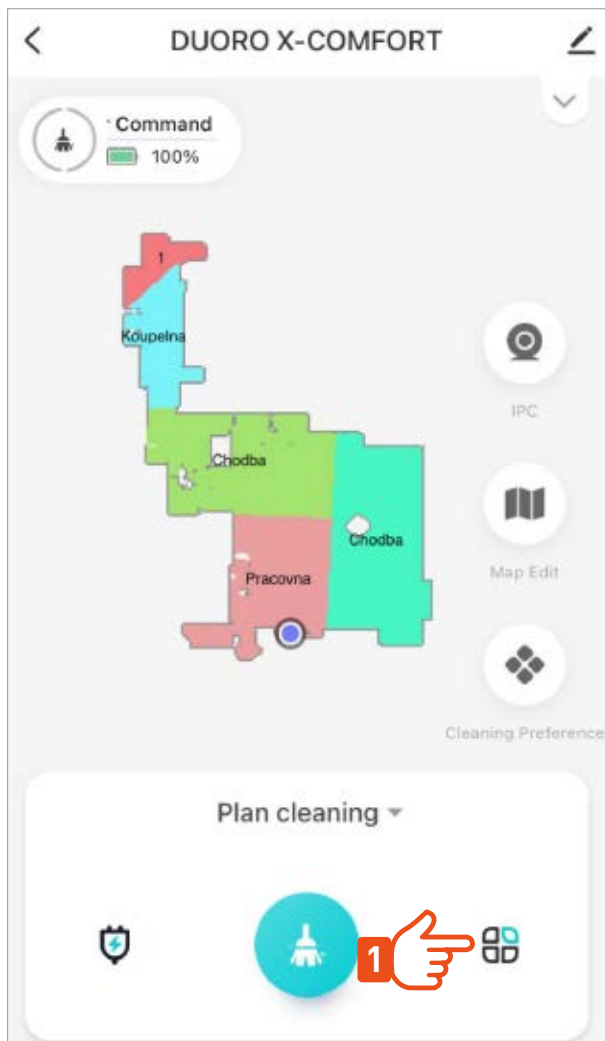 DUORO X-COMFORT
Command
100%
1
Koupelna
IPC
Chodba
Chodba
Map Edit
Pracovna
Cleaning Preference
Plan cleaning
1